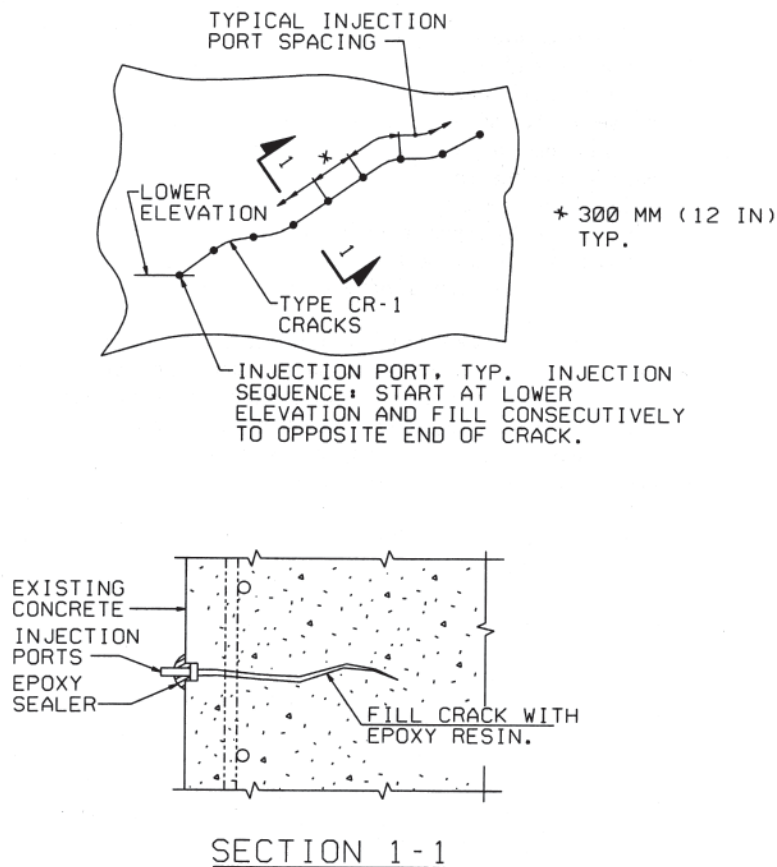 TYPICAL INJECTION
PORT SPACING
1
*
LOWER
ELEVATION
* 300 MM (12 IN)
TYP.
1
TYPE CR-1
CRACKS
INJECTION PORT, TYP. INJECTION
SEQUENCE: START AT LOWER
ELEVATION AND FILL CONSECUTIVELY
TO OPPOSITE END OF CRACK.
EXISTING
CONCRETE
INJECTION
PORTS
EPOXY
SEALER
FILL CRACK WITH
EPOXY RESIN.
SECTION 1-1